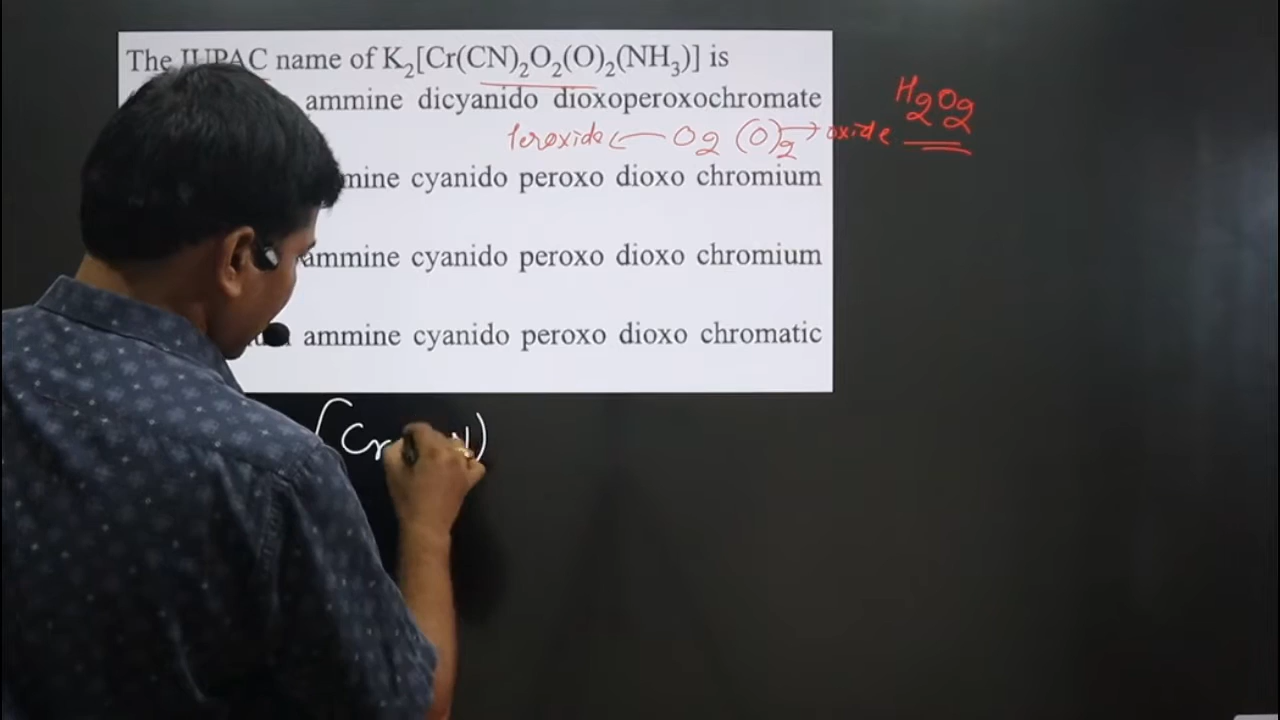 The IUPAC name of K₂[Cr(CN)₂O₂(O)₂(NH₃)] is
ammine dicyanido dioxoperoxochromate
H₂O₂
Peroxide ← O₂ (O)₂ → oxide
mine cyanido peroxo dioxo chromium
ammine cyanido peroxo dioxo chromium
ammine cyanido peroxo dioxo chromatic
[Cr N)